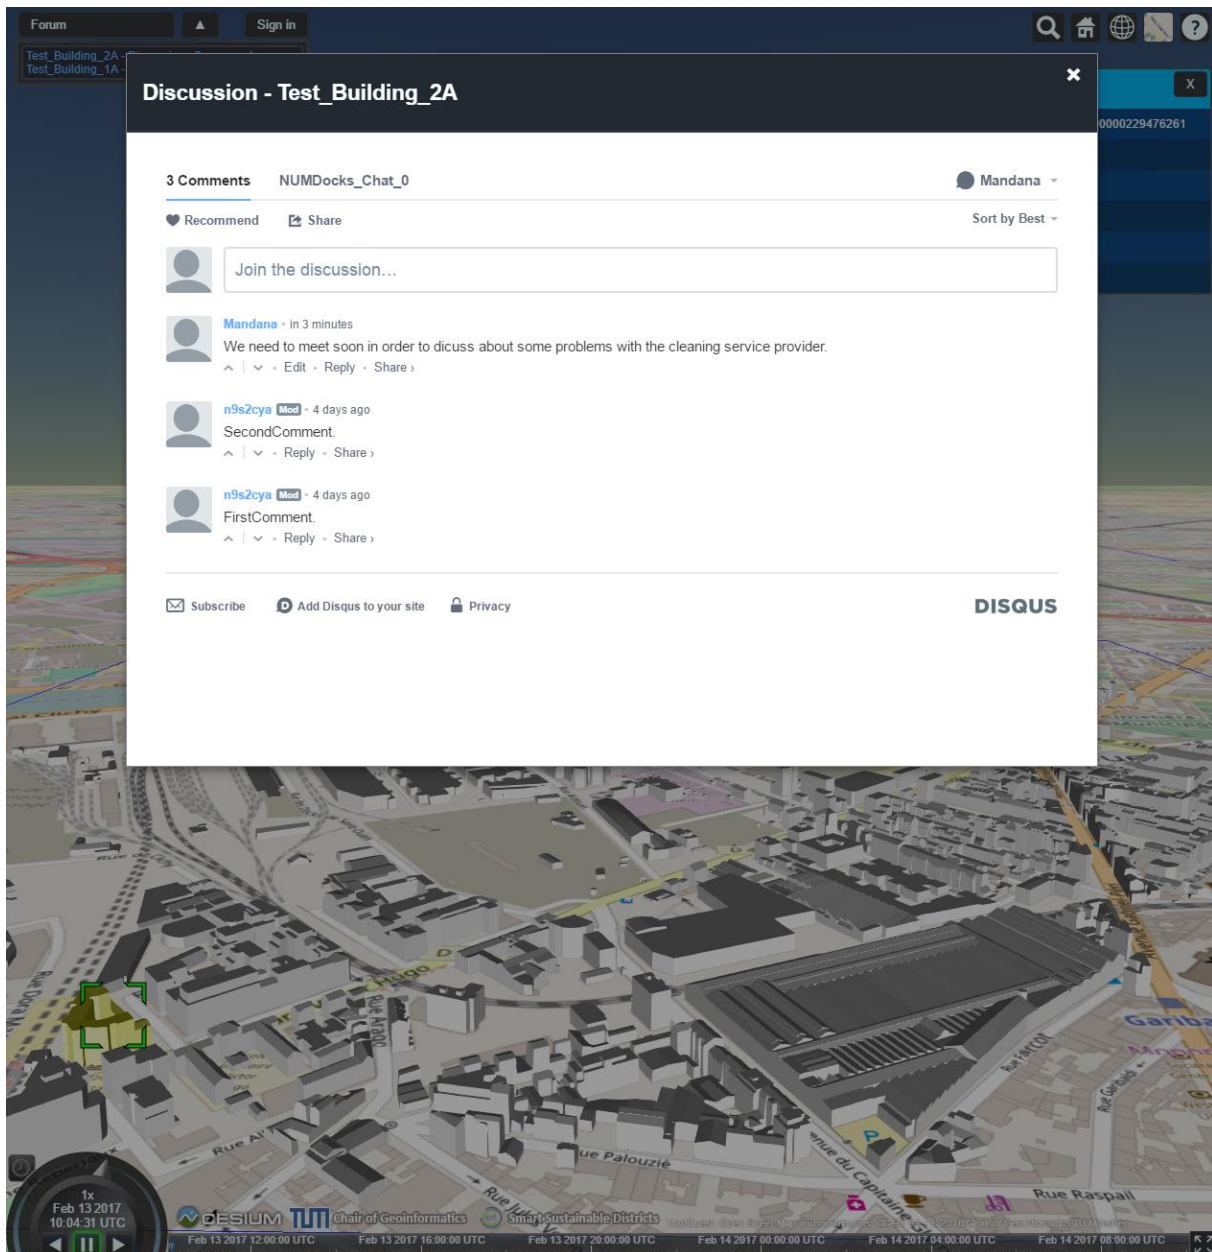 Forum ▲ Sign in
Test_Building_2A -
Test_Building_1A -
Discussion - Test_Building_2A
X
0000229476261
3 Comments NUMDocks_Chat_0 Mandana
Recommend Share Sort by Best
Join the discussion...
Mandana • in 3 minutes
We need to meet soon in order to dicuss about some problems with the cleaning service provider.
Edit • Reply • Share ›
n9s2cya Mod • 4 days ago
SecondComment.
Reply • Share ›
n9s2cya Mod • 4 days ago
FirstComment.
Reply • Share ›
Subscribe Add Disqus to your site Privacy DISQUS
Rue Arago
Rue Farcot
Rue Garibaldi
Rue Palouzié
Rue Raspail
P
1x
Feb 13 2017
10:04:31 UTC
CESIUM TUM Chair of Geoinformatics Smart Sustainable Districts
Feb 13 2017 12:00:00 UTC Feb 13 2017 16:00:00 UTC Feb 13 2017 20:00:00 UTC Feb 14 2017 00:00:00 UTC Feb 14 2017 04:00:00 UTC Feb 14 2017 08:00:00 UTC